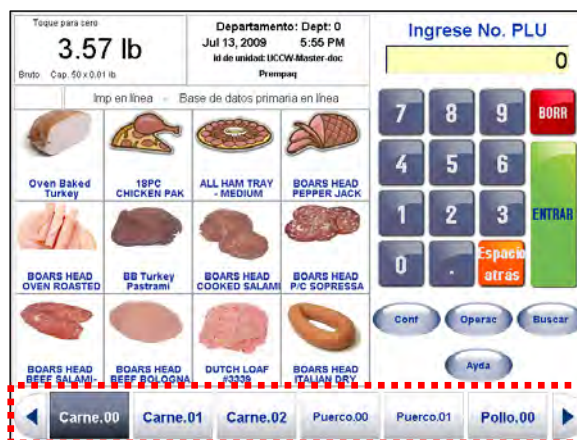 Toque para cero
3.57 lb
Bruto Cap. 50 x 0.01 lb
Departamento: Dept: 0
Jul 13, 2009 5:55 PM
Id de unidad: UCCW-Master-doc
Prempaq
Ingrese No. PLU
0
Imp en línea - Base de datos primaria en línea
Oven Baked
Turkey
18PC
CHICKEN PAK
ALL HAM TRAY
- MEDIUM
BOARS HEAD
PEPPER JACK
BOARS HEAD
OVEN ROASTED
BB Turkey
Pastrami
BOARS HEAD
COOKED SALAMI
BOARS HEAD
P/C SOPRESSA
BOARS HEAD
BEEF SALAMI-
BOARS HEAD
BEEF BOLOGNA
DUTCH LOAF
#3339
BOARS HEAD
ITALIAN DRY
7 8 9 BORR
4 5 6
1 2 3 ENTRAR
0 . Espacio
atrás
Conf Operac Buscar
Ayda
Carne.00 Carne.01 Carne.02 Puerco.00 Puerco.01 Pollo.00